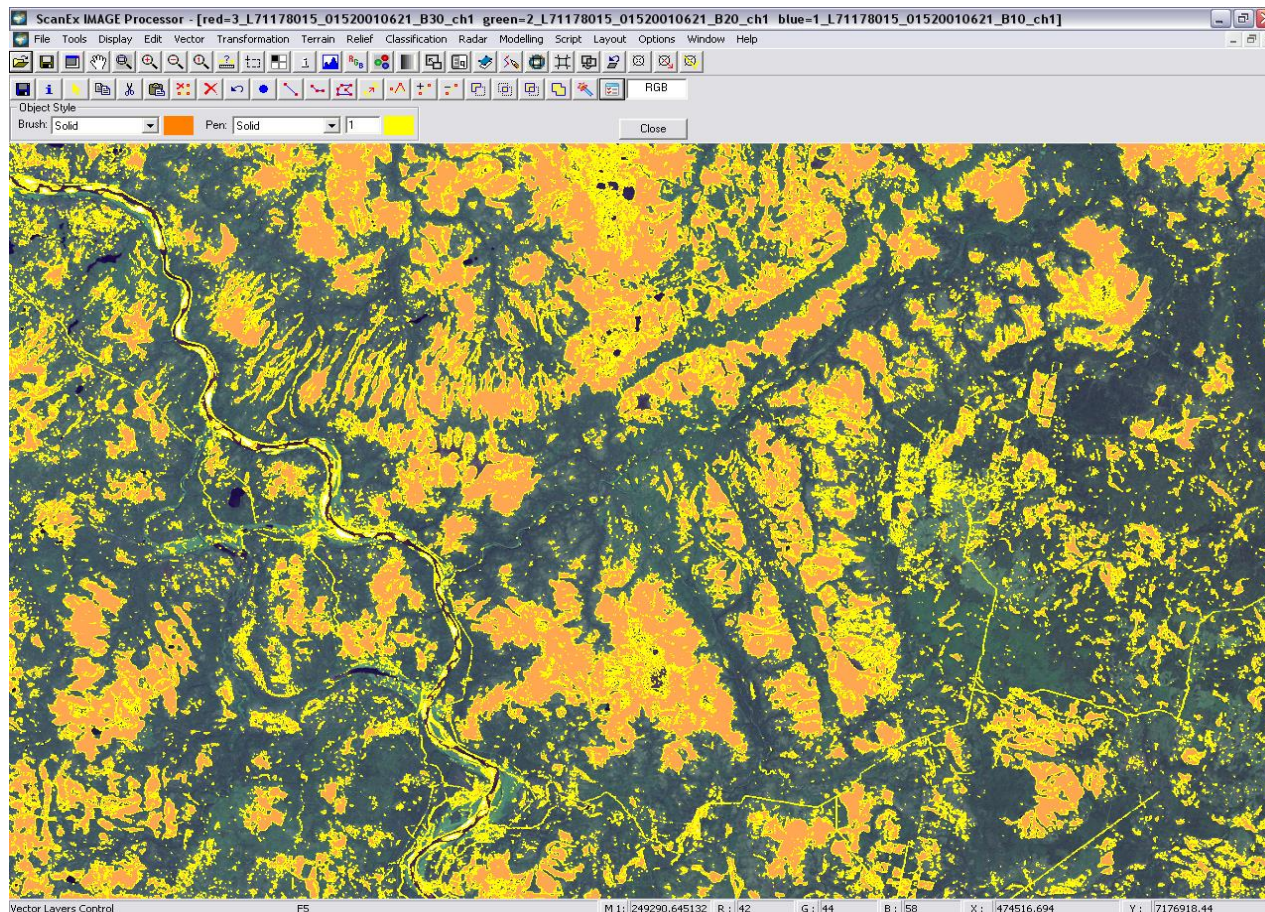 ScanEx IMAGE Processor - [red=3_L71178015_01520010621_B30_ch1 green=2_L71178015_01520010621_B20_ch1 blue=1_L71178015_01520010621_B10_ch1]
File Tools Display Edit Vector Transformation Terrain Relief Classification Radar Modelling Script Layout Options Window Help
RGB
Object Style
Brush: Solid Pen: Solid 1
Close
Vector Layers Control F5 M 1: 249290.645132 R : 42 G : 44 B : 58 X : 474516.694 Y : 7176918.44